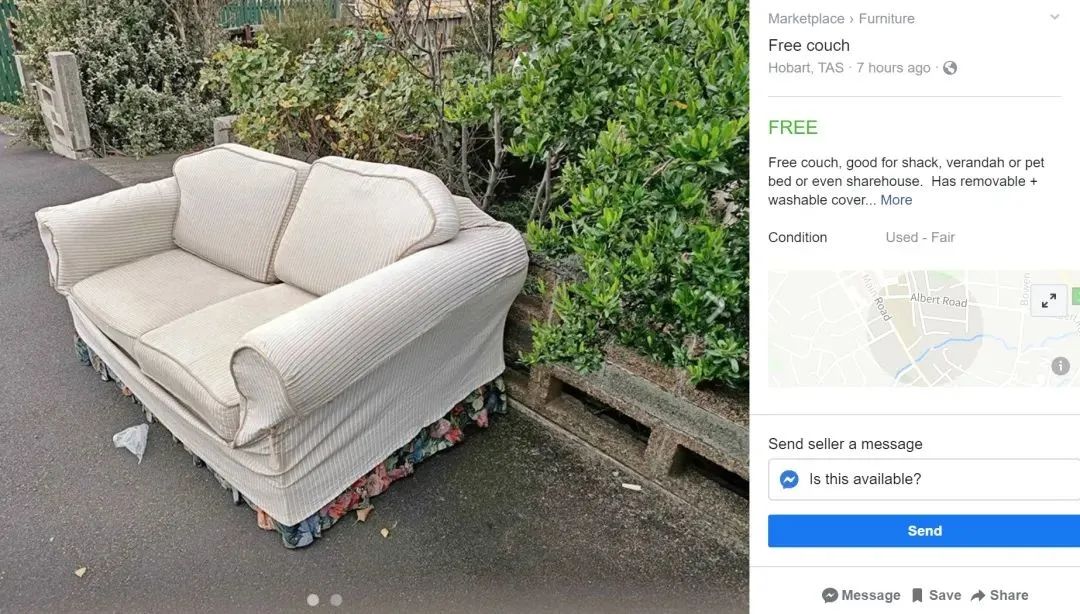 Marketplace › Furniture
Free couch
Hobart, TAS · 7 hours ago ·
FREE
Free couch, good for shack, verandah or pet
bed or even sharehouse.  Has removable +
washable cover... More
Condition Used - Fair
Main Road
Albert Road
Bowen
Send seller a message
Is this available?
Send
Message Save Share